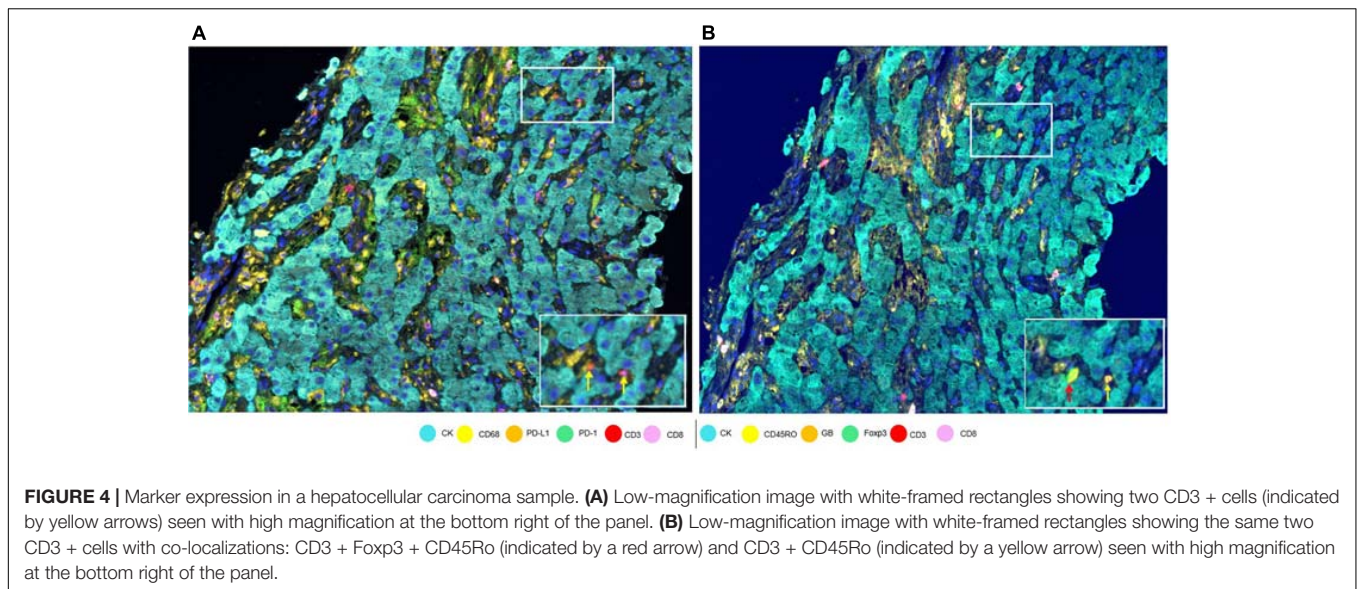 A B
CK CD68 PD-L1 PD-1 CD3 CD8 CK CD45RO GB Foxp3 CD3 CD8
FIGURE 4 | Marker expression in a hepatocellular carcinoma sample. (A) Low-magnification image with white-framed rectangles showing two CD3 + cells (indicated
by yellow arrows) seen with high magnification at the bottom right of the panel. (B) Low-magnification image with white-framed rectangles showing the same two
CD3 + cells with co-localizations: CD3 + Foxp3 + CD45Ro (indicated by a red arrow) and CD3 + CD45Ro (indicated by a yellow arrow) seen with high magnification
at the bottom right of the panel.